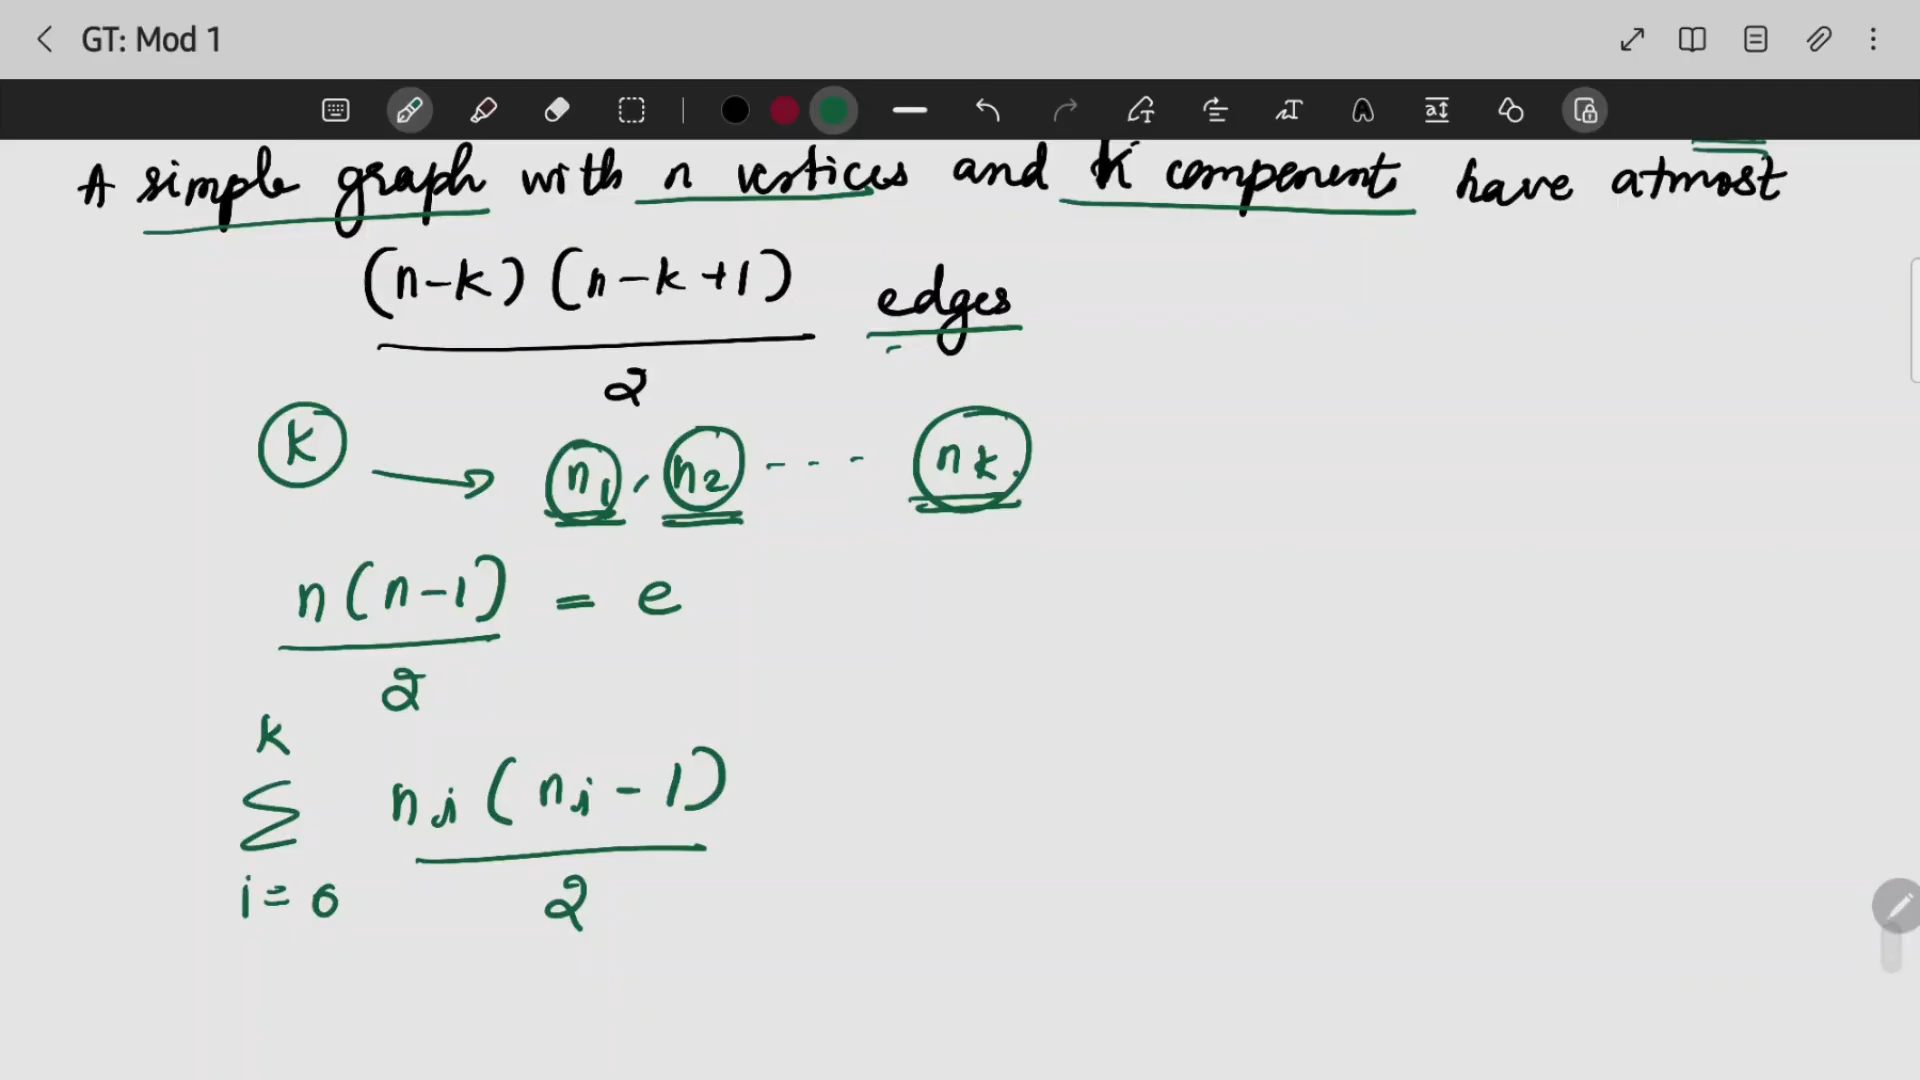 GT: Mod 1
A simple graph with n vertices and K component have atmost
(n-k) (n-k+1)
edges
2
K → n1, n2 ---- nk.
n(n-1) = e
2
K
Σ ni (ni - 1)
i = 0 2